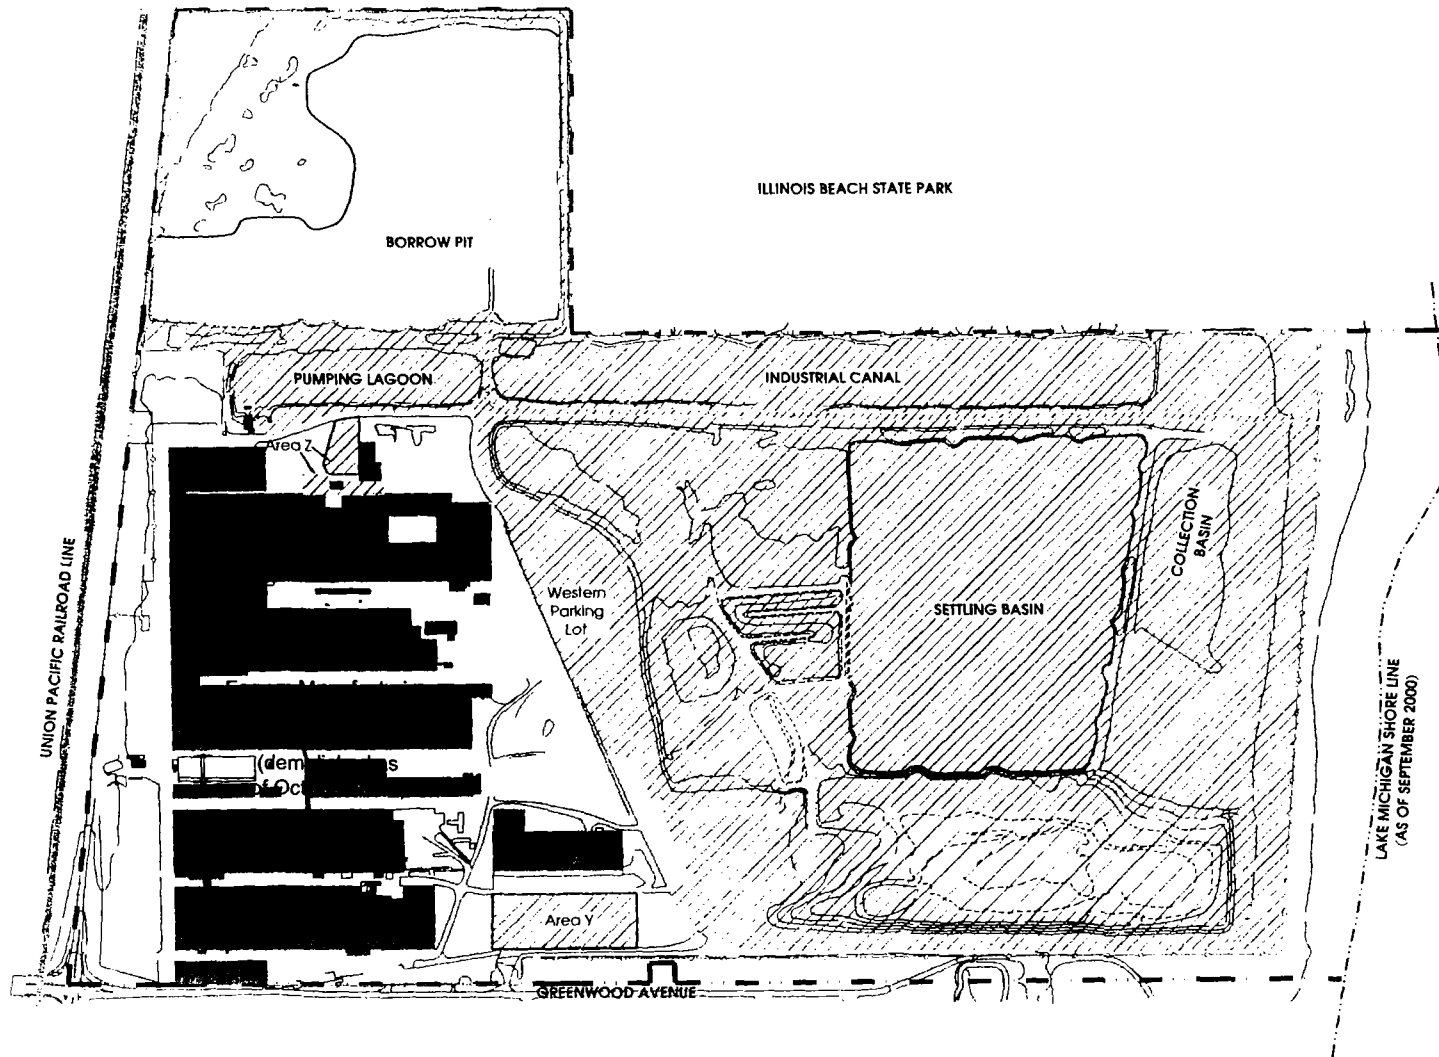 ILLINOIS BEACH STATE PARK
BORROW PIT
PUMPING LAGOON
INDUSTRIAL CANAL
Area Z
COLLECTION
BASIN
Western
Parking
Lot
SETTLING BASIN
UNION PACIFIC RAILROAD LINE
LAKE MICHIGAN SHORE LINE
(AS OF SEPTEMBER 2000)
Area Y
GREENWOOD AVENUE